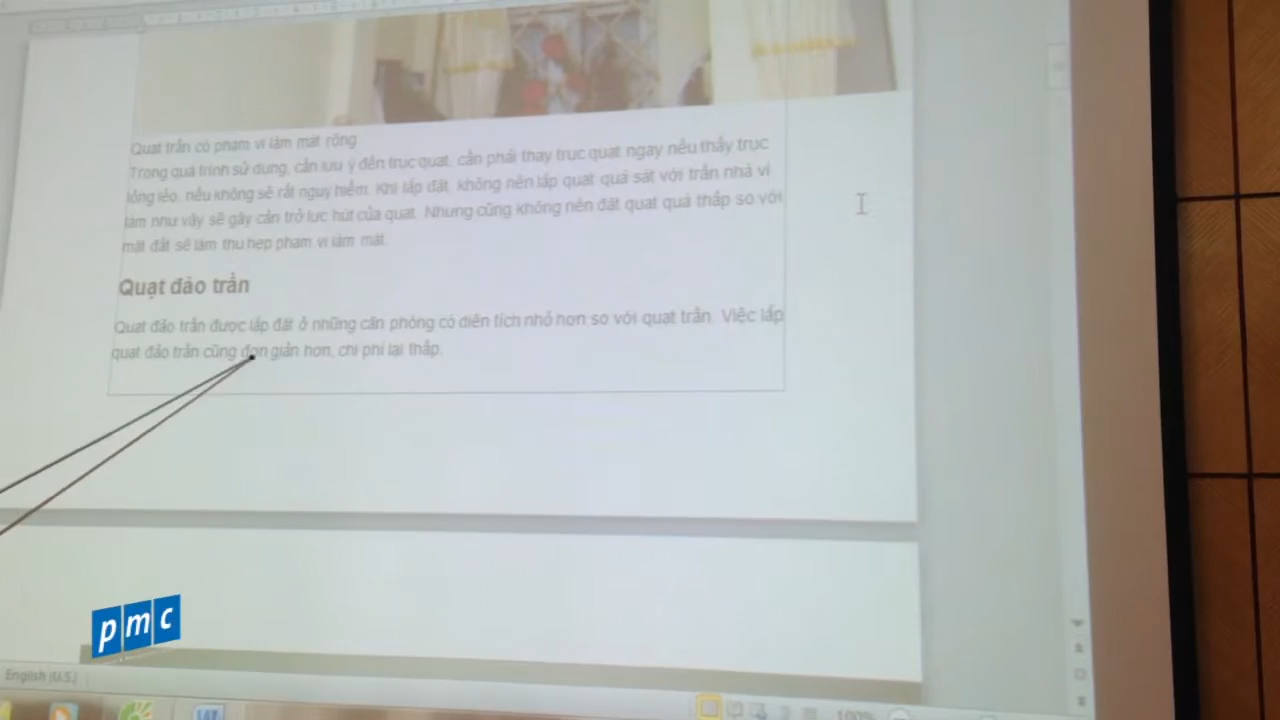 Quạt trần có phạm vi làm mát rộng
Trong quá trình sử dụng, cần lưu ý đến trục quạt, cần phải thay trục quạt ngay nếu thấy trục
lỏng lẻo, nếu không sẽ rất nguy hiểm. Khi lắp đặt, không nên lắp quạt quá sát với trần nhà vì
làm như vậy sẽ gây cản trở lực hút của quạt. Nhưng cũng không nên đặt quạt quá thấp so với
mặt đất sẽ làm thu hẹp phạm vi làm mát.
Quạt đảo trần
Quạt đảo trần được lắp đặt ở những căn phòng có diện tích nhỏ hơn so với quạt trần. Việc lắp
quạt đảo trần cũng đơn giản hơn, chi phí lại thấp.
pmc
English (U.S.)
100%